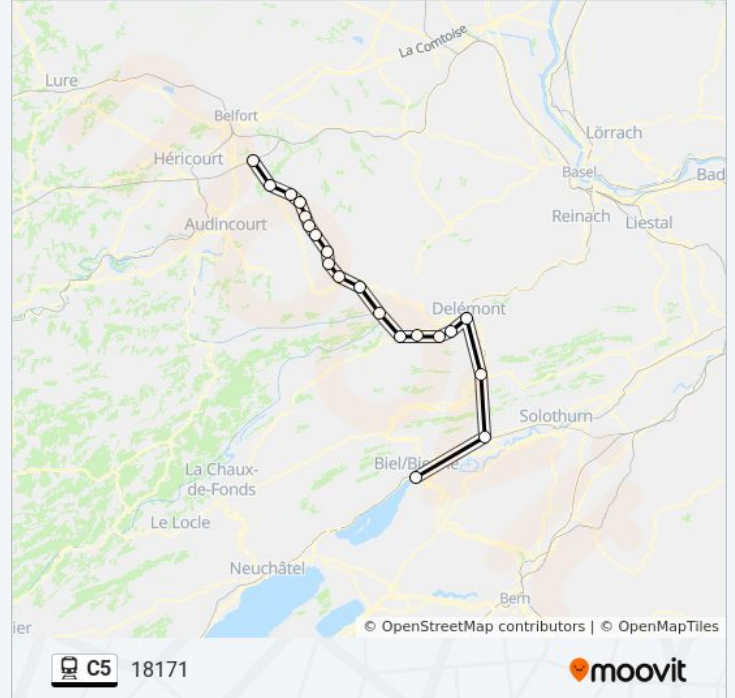 La Comtoise
Lure
Belfort
Lörrach
Héricourt
Basel
Bad
Audincourt
Reinach
Liestal
Delémont
Solothurn
Biel/Bienne
La Chaux-
de-Fonds
Le Locle
Neuchâtel
Bern
ier
© OpenStreetMap contributors | © OpenMapTiles
C5 18171
moovit